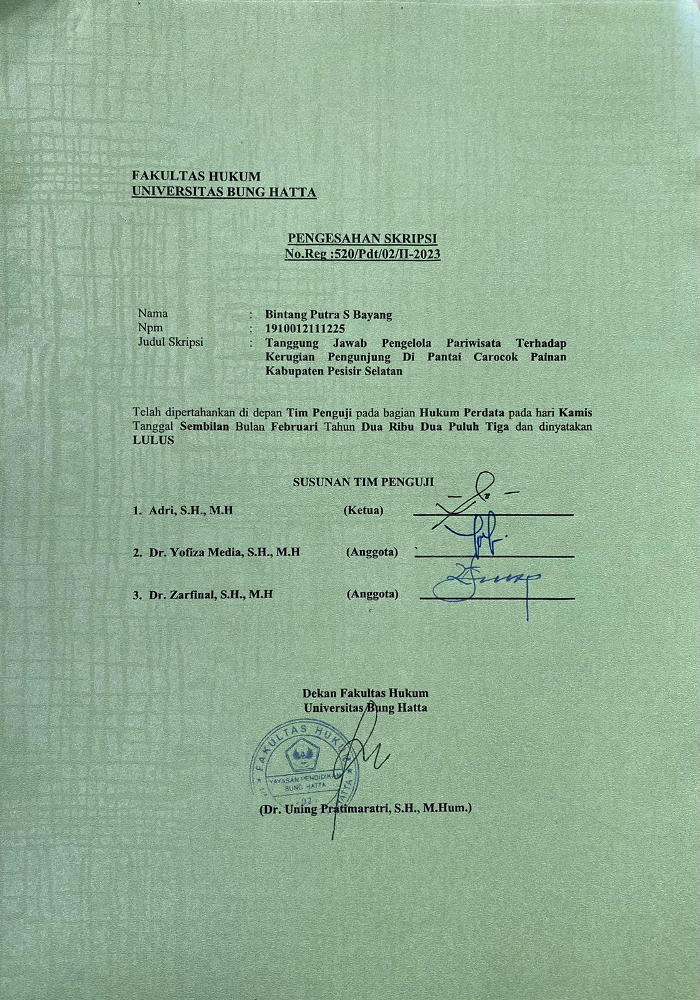 FAKULTAS HUKUM
UNIVERSITAS BUNG HATTA
PENGESAHAN SKRIPSI
No.Reg :520/Pdt/02/II-2023
Nama : Bintang Putra S Bayang
Npm : 1910012111225
Judul Skripsi : Tanggung Jawab Pengelola Pariwisata Terhadap
Kerugian Pengunjung Di Pantai Carocok Painan
Kabupaten Pesisir Selatan
Telah dipertahankan di depan Tim Penguji pada bagian Hukum Perdata pada hari Kamis
Tanggal Sembilan Bulan Februari Tahun Dua Ribu Dua Puluh Tiga dan dinyatakan
LULUS
SUSUNAN TIM PENGUJI
1. Adri, S.H., M.H (Ketua)
2. Dr. Yofiza Media, S.H., M.H (Anggota)
3. Dr. Zarfinal, S.H., M.H (Anggota)
Dekan Fakultas Hukum
Universitas Bung Hatta
FAKULTAS HUKUM
YAYASAN PENDIDIKAN
BUNG HATTA
02
(Dr. Uning Pratimaratri, S.H., M.Hum.)